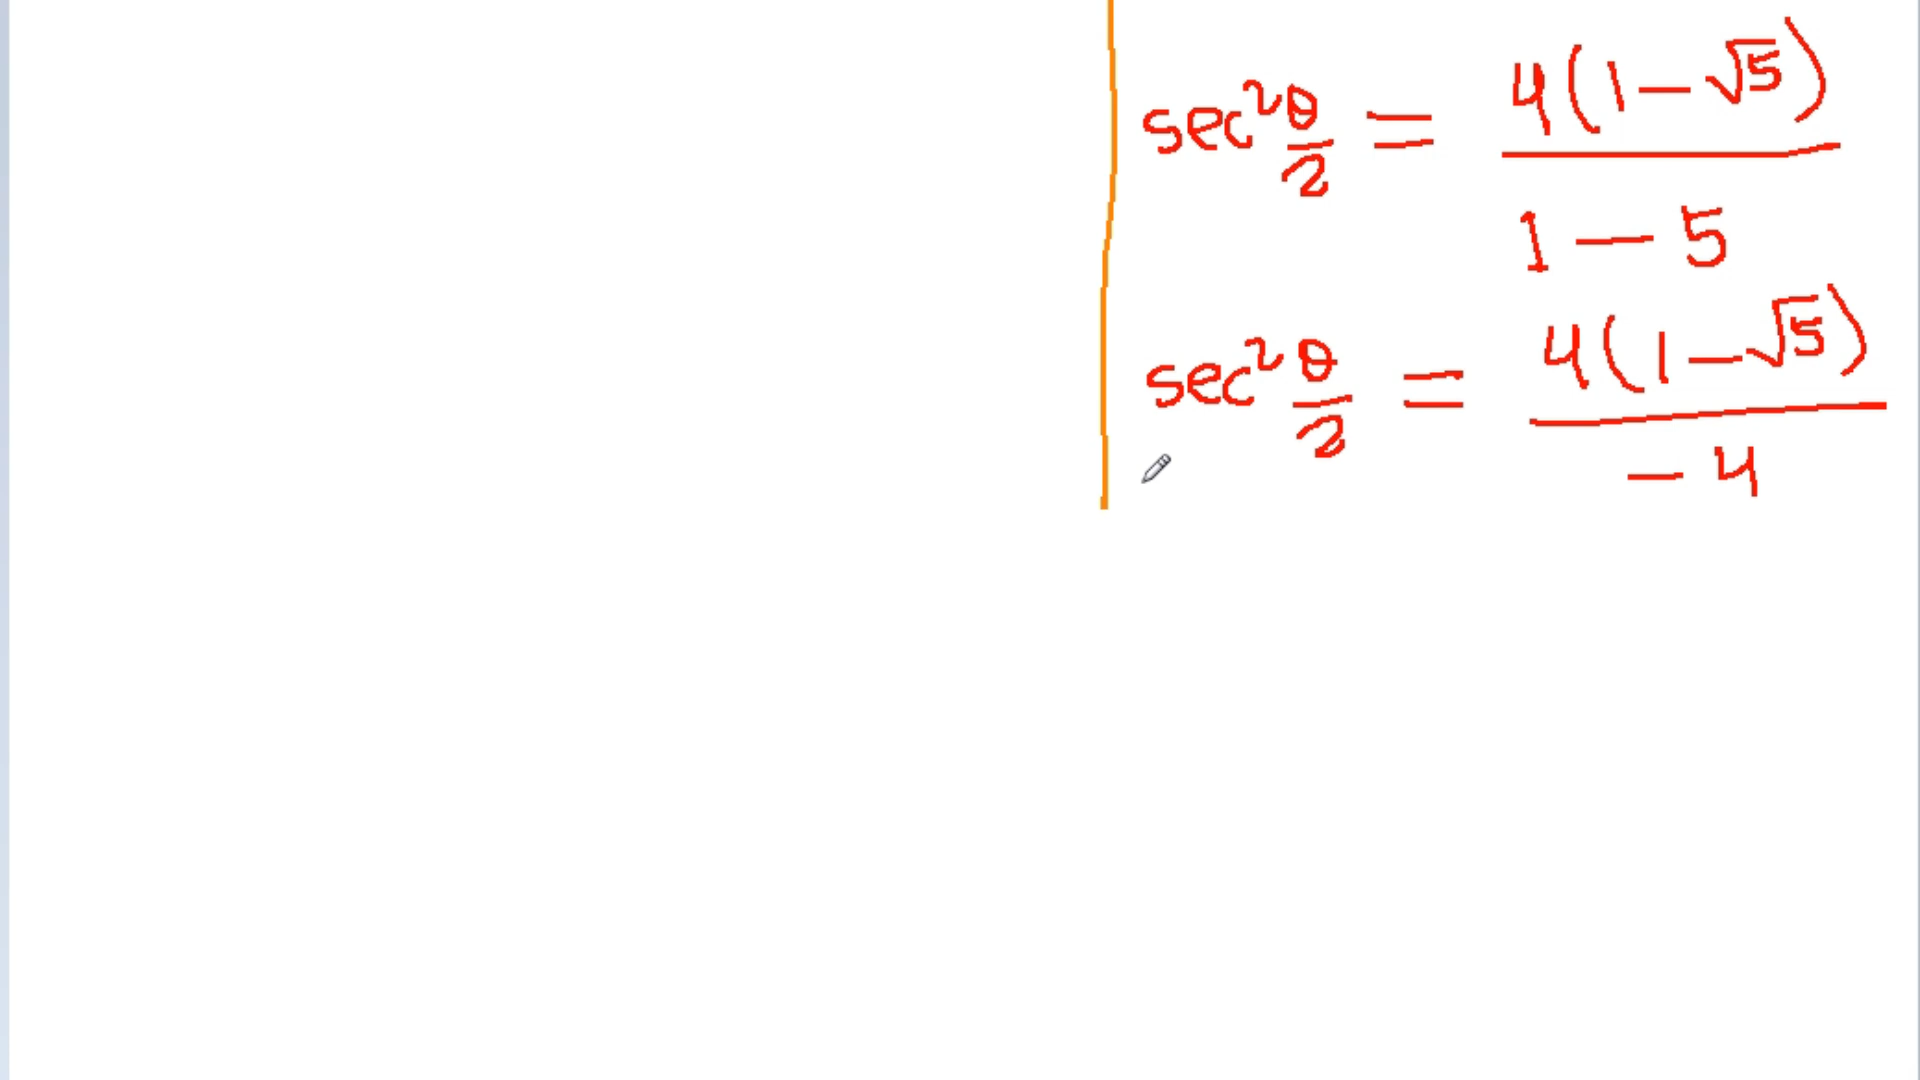 sec²θ/2 = 4(1-√5)/1-5
sec²θ/2 = 4(1-√5)/-4